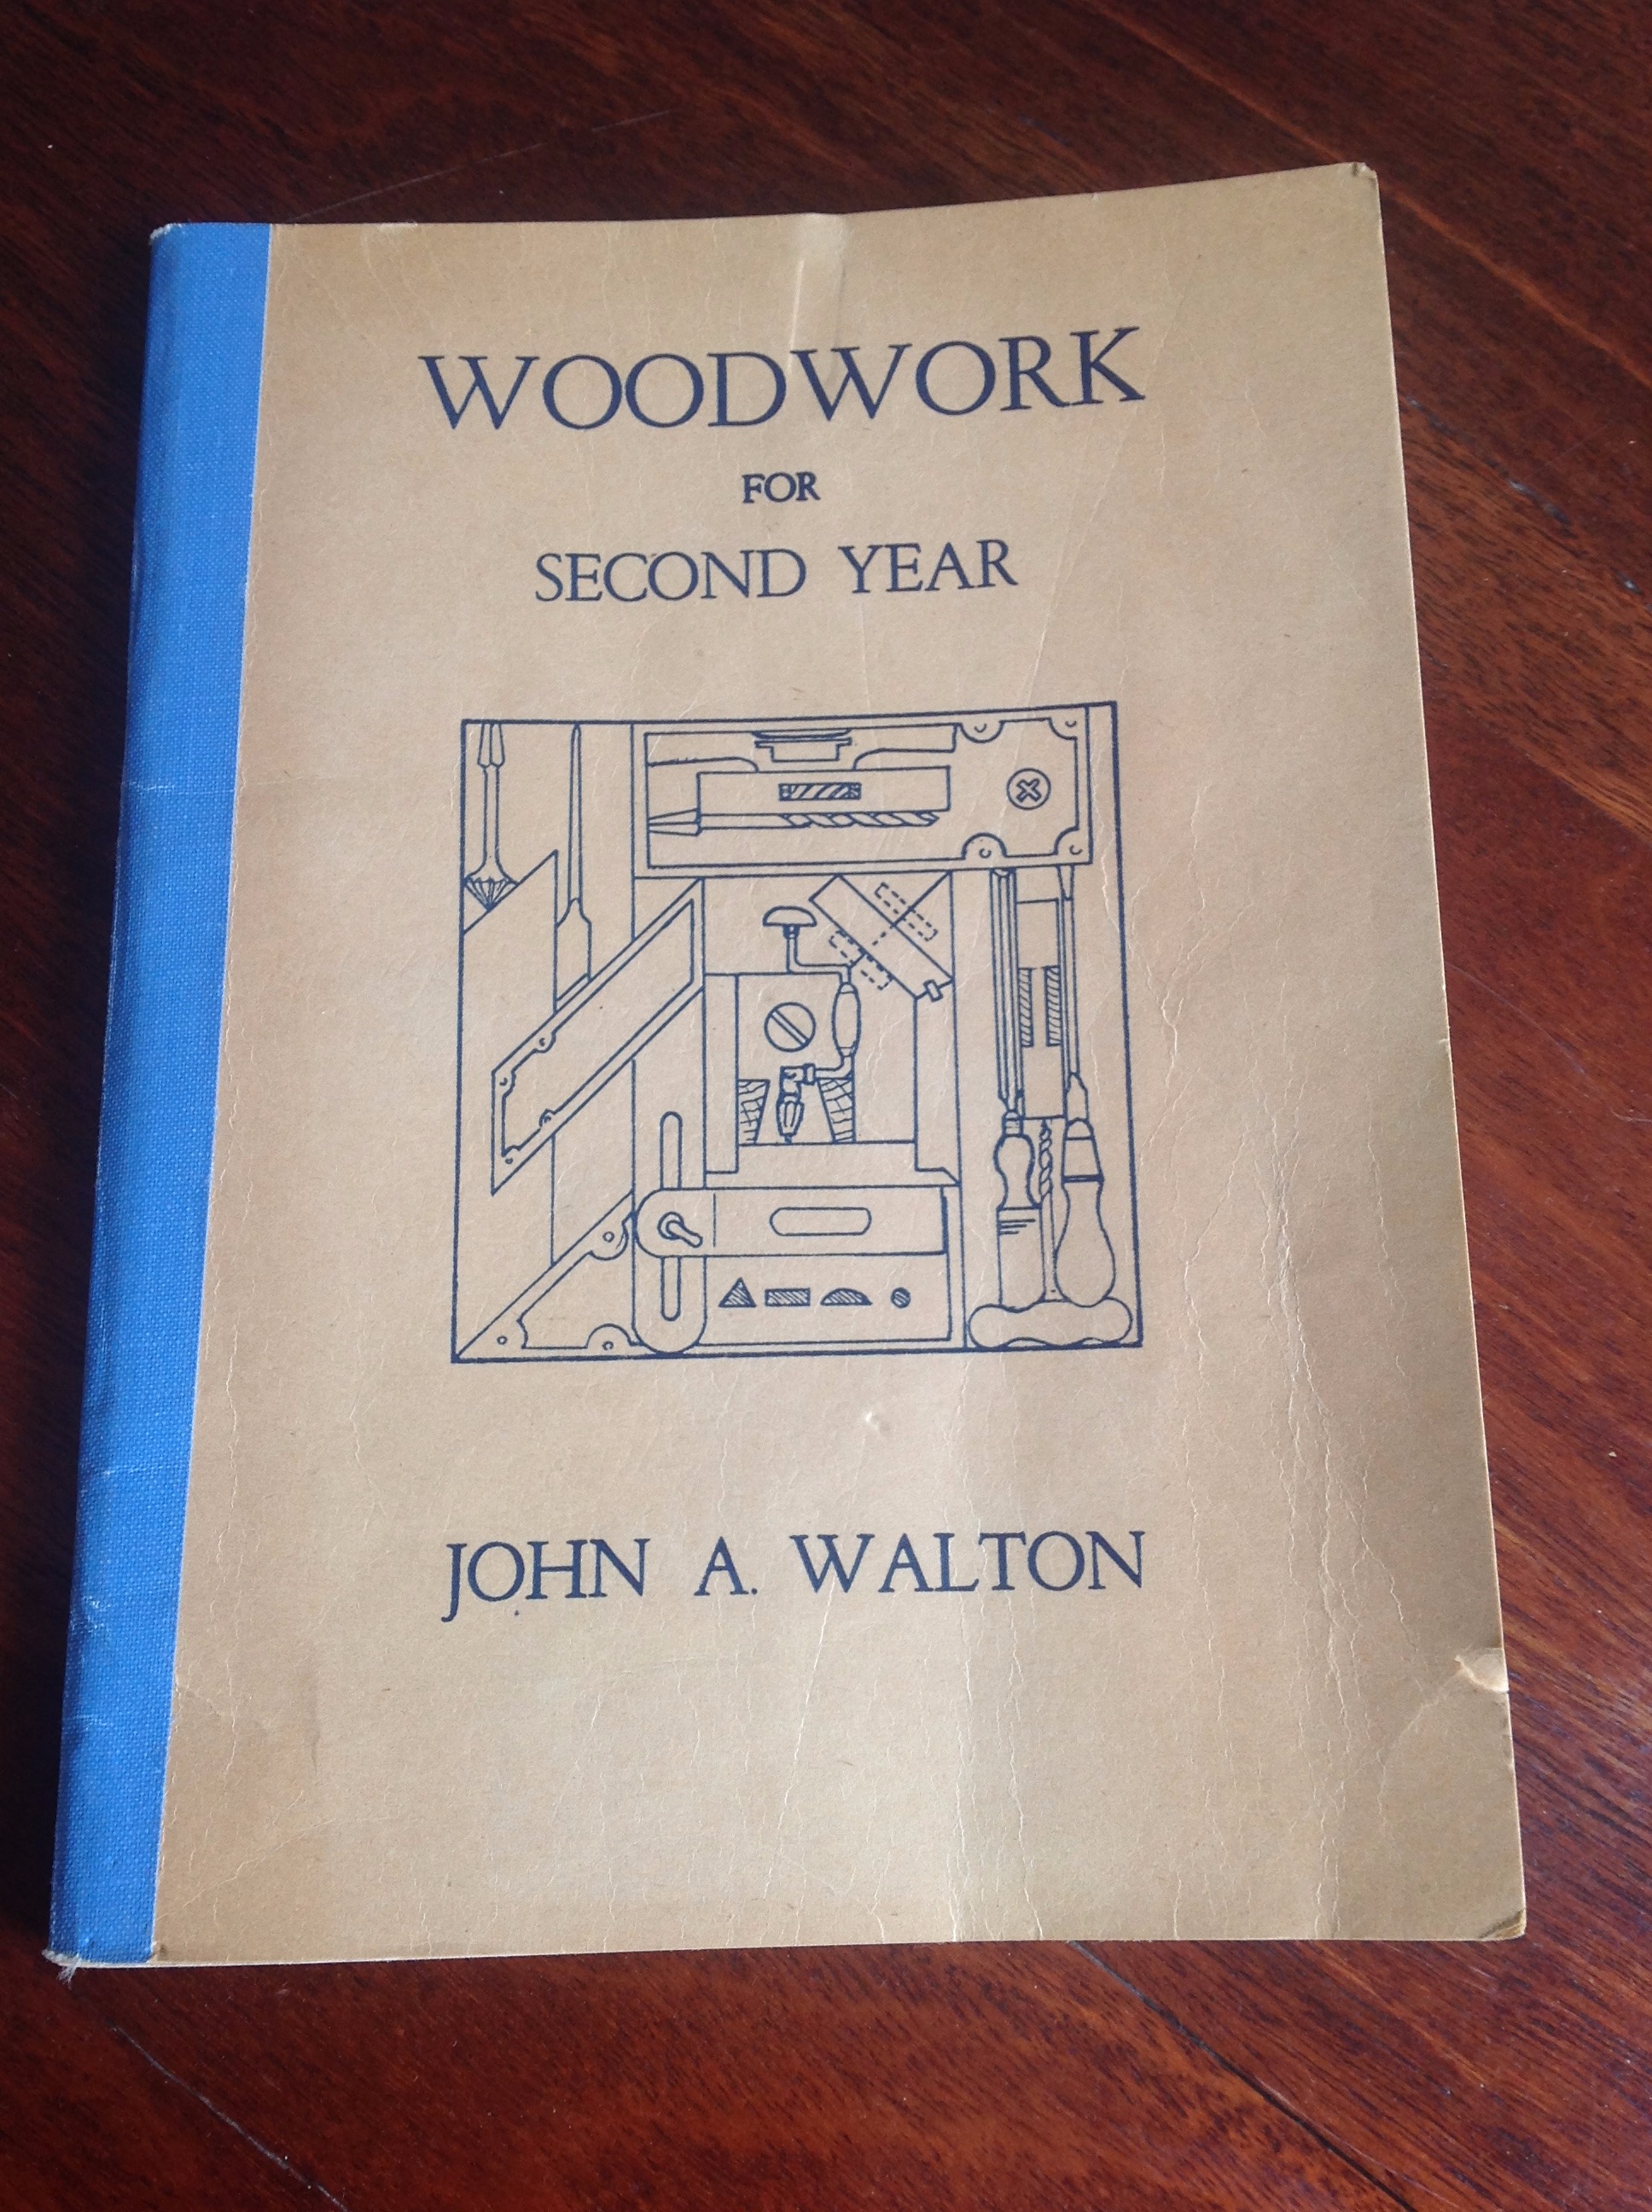 WOODWORK
FOR
SECOND YEAR
JOHN A. WALTON